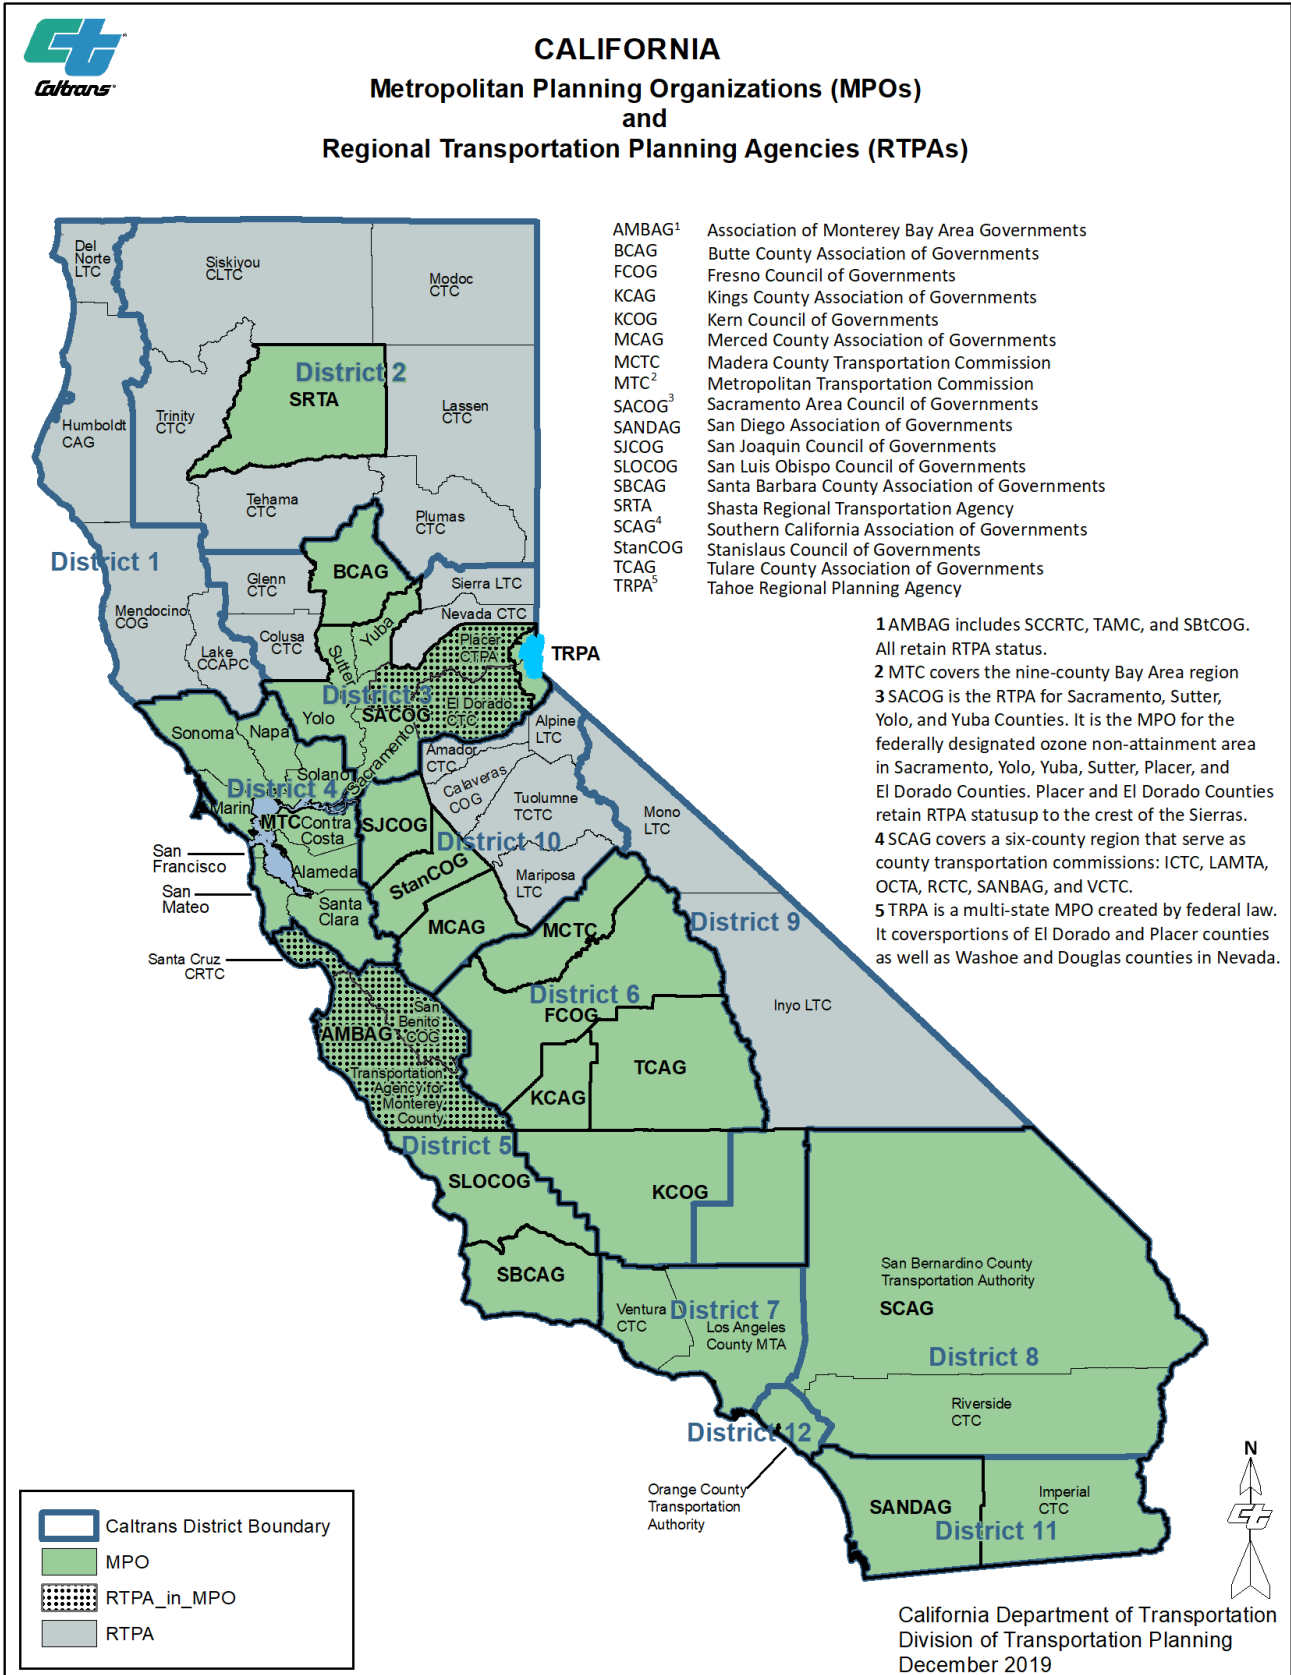 Caltrans
CALIFORNIA
Metropolitan Planning Organizations (MPOs)
and
Regional Transportation Planning Agencies (RTPAs)
AMBAG1 Association of Monterey Bay Area Governments
BCAG Butte County Association of Governments
FCOG Fresno Council of Governments
KCAG Kings County Association of Governments
KCOG Kern Council of Governments
MCAG Merced County Association of Governments
MCTC Madera County Transportation Commission
MTC2 Metropolitan Transportation Commission
SACOG3 Sacramento Area Council of Governments
SANDAG San Diego Association of Governments
SJCOG San Joaquin Council of Governments
SLOCOG San Luis Obispo Council of Governments
SBCAG Santa Barbara County Association of Governments
SRTA Shasta Regional Transportation Agency
SCAG4 Southern California Association of Governments
StanCOG Stanislaus Council of Governments
TCAG Tulare County Association of Governments
TRPA5 Tahoe Regional Planning Agency
1 AMBAG includes SCCRTC, TAMC, and SBtCOG.
All retain RTPA status.
2 MTC covers the nine-county Bay Area region
3 SACOG is the RTPA for Sacramento, Sutter,
Yolo, and Yuba Counties. It is the MPO for the
federally designated ozone non-attainment area
in Sacramento, Yolo, Yuba, Sutter, Placer, and
El Dorado Counties. Placer and El Dorado Counties
retain RTPA statusup to the crest of the Sierras.
4 SCAG covers a six-county region that serve as
county transportation commissions: ICTC, LAMTA,
OCTA, RCTC, SANBAG, and VCTC.
5 TRPA is a multi-state MPO created by federal law.
It coversportions of El Dorado and Placer counties
as well as Washoe and Douglas counties in Nevada.
Del
Norte
LTC
Siskiyou
CLTC
Modoc
CTC
District 2
SRTA
Humboldt
CAG
Trinity
CTC
Lassen
CTC
Tehama
CTC
Plumas
CTC
District 1
BCAG
Glenn
CTC
Sierra LTC
Mendocino
COG
Nevada CTC
Colusa
CTC
Lake
CCAPC
Sutter
Yuba
Placer
CTPA
TRPA
District 3
SACOG
El Dorado
CTC
Yolo
Sonoma
Napa
Solano
Sacramento
Amador
CTC
Alpine
LTC
District 4
Marin
MTC
Contra
Costa
SJCOG
Calaveras
COG
Tuolumne
TCTC
Mono
LTC
District 10
San
Francisco
Alameda
StanCOG
Mariposa
LTC
San
Mateo
Santa
Clara
MCAG
MCTC
District 9
Santa Cruz
CRTC
District 6
FCOG
San
Benito
COG
AMBAG
Inyo LTC
Transportation
Agency for
Monterey
County
KCAG
TCAG
District 5
SLOCOG
KCOG
SBCAG
San Bernardino County
Transportation Authority
SCAG
Ventura
CTC
District 7
Los Angeles
County MTA
District 8
Riverside
CTC
District 12
Orange County
Transportation
Authority
SANDAG
Imperial
CTC
District 11
N
Caltrans District Boundary
MPO
RTPA_in_MPO
RTPA
California Department of Transportation
Division of Transportation Planning
December 2019